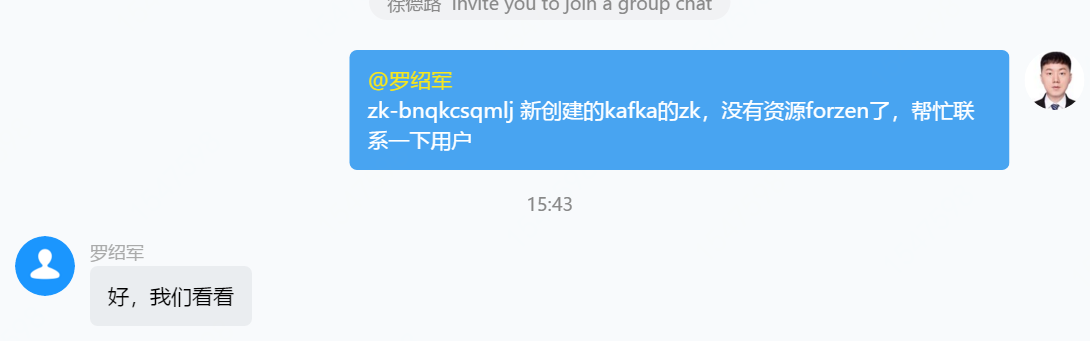 徐德路 Invite you to join a group chat
@罗绍军
zk-bnqkcsqmlj 新创建的kafka的zk，没有资源forzen了，帮忙联
系一下用户
15:43
罗绍军
好，我们看看